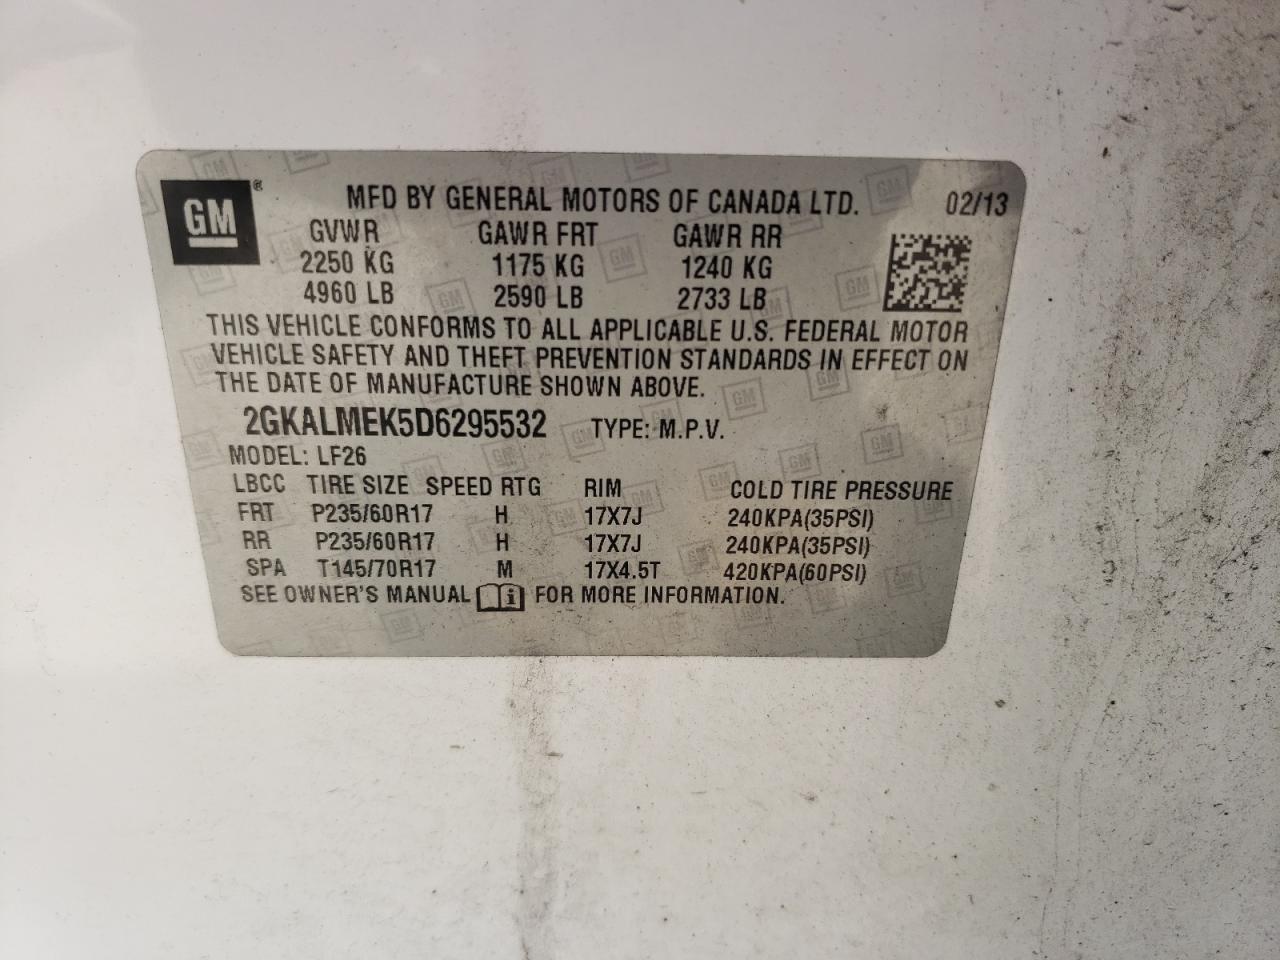 GM ® MFD BY GENERAL MOTORS OF CANADA LTD. 02/13
GVWR GAWR FRT GAWR RR
2250 KG 1175 KG 1240 KG
4960 LB 2590 LB 2733 LB
THIS VEHICLE CONFORMS TO ALL APPLICABLE U.S. FEDERAL MOTOR
VEHICLE SAFETY AND THEFT PREVENTION STANDARDS IN EFFECT ON
THE DATE OF MANUFACTURE SHOWN ABOVE.
2GKALMEK5D6295532 TYPE: M.P.V.
MODEL: LF26
LBCC TIRE SIZE SPEED RTG RIM COLD TIRE PRESSURE
FRT P235/60R17 H 17X7J 240KPA(35PSI)
RR P235/60R17 H 17X7J 240KPA(35PSI)
SPA T145/70R17 M 17X4.5T 420KPA(60PSI)
SEE OWNER'S MANUAL i FOR MORE INFORMATION.